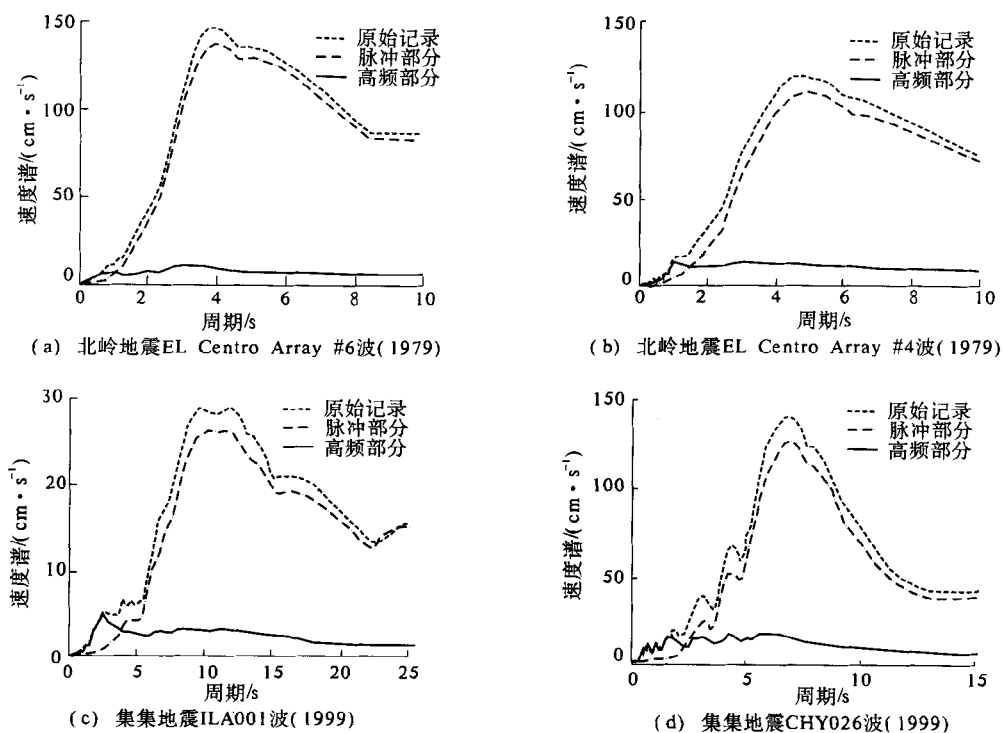 150
100
50
0
速度谱/(cm·s⁻¹)
原始记录
脉冲部分
高频部分
0 2 4 6 8 10
周期/s
(a) 北岭地震EL Centro Array #6波(1979)
150
100
50
0
速度谱/(cm·s⁻¹)
原始记录
脉冲部分
高频部分
0 2 4 6 8 10
周期/s
(b) 北岭地震EL Centro Array #4波(1979)
30
20
10
0
速度谱/(cm·s⁻¹)
原始记录
脉冲部分
高频部分
0 5 10 15 20 25
周期/s
(c) 集集地震ILA001波(1999)
150
100
50
0
速度谱/(cm·s⁻¹)
原始记录
脉冲部分
高频部分
0 5 10 15
周期/s
(d) 集集地震CHY026波(1999)